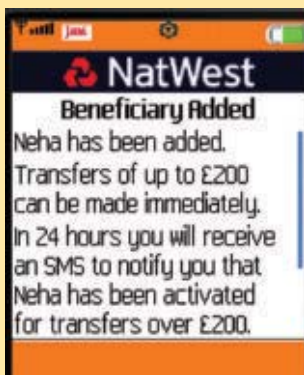 NatWest
Beneficiary Added
Neha has been added.
Transfers of up to £200
can be made immediately.
In 24 hours you will receive
an SMS to notify you that
Neha has been activated
for transfers over £200.